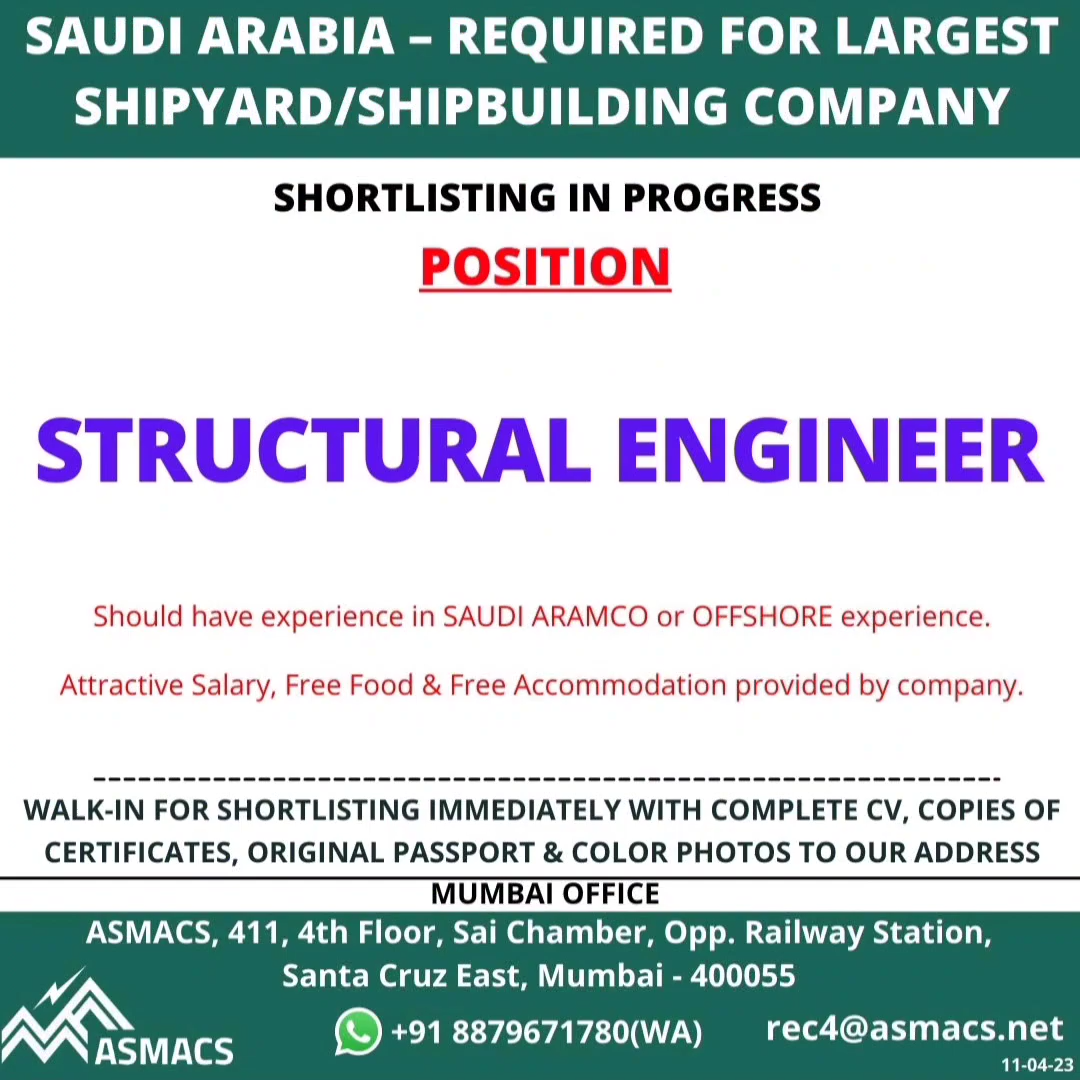 SAUDI ARABIA – REQUIRED FOR LARGEST
SHIPYARD/SHIPBUILDING COMPANY
SHORTLISTING IN PROGRESS
POSITION
STRUCTURAL ENGINEER
Should have experience in SAUDI ARAMCO or OFFSHORE experience.
Attractive Salary, Free Food & Free Accommodation provided by company.
WALK-IN FOR SHORTLISTING IMMEDIATELY WITH COMPLETE CV, COPIES OF
CERTIFICATES, ORIGINAL PASSPORT & COLOR PHOTOS TO OUR ADDRESS
MUMBAI OFFICE
ASMACS, 411, 4th Floor, Sai Chamber, Opp. Railway Station,
Santa Cruz East, Mumbai - 400055
+91 8879671780(WA)
rec4@asmacs.net
ASMACS
11-04-23